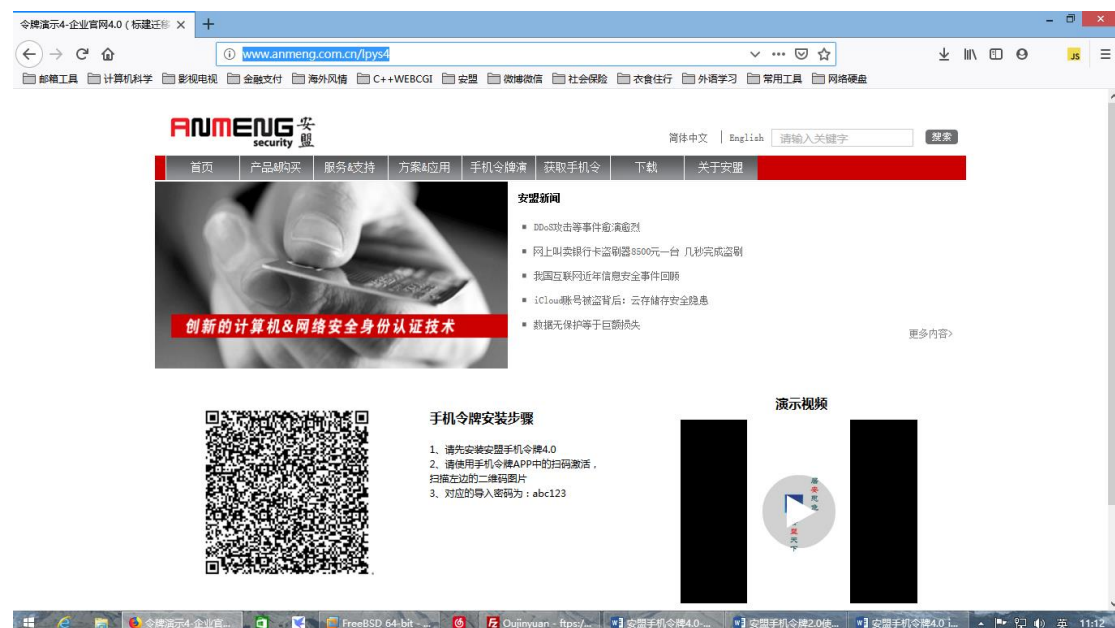 令牌演示4-企业官网4.0 ( 标建迁移
www.anmeng.com.cn/lpys4
JS
邮箱工具 计算机科学 影视电视 金融支付 海外风情 C++WEBCGI 安盟 微博微信 社会保险 衣食住行 外语学习 常用工具 网络硬盘
ANMENG 安盟
security
简体中文 | English 请输入关键字 搜索
首页 产品&购买 服务&支持 方案&应用 手机令牌演 获取手机令 下载 关于安盟
安盟新闻
DDoS攻击等事件愈演愈烈
网上叫卖银行卡盗刷器8500元一台 几秒完成盗刷
我国互联网近年信息安全事件回顾
iCloud账号被盗背后：云存储存安全隐患
数据无保护等于巨额损失
更多内容>
创新的计算机&网络安全身份认证技术
手机令牌安装步骤
1、请先安装安盟手机令牌4.0
2、请使用手机令牌APP中的扫码激活，
扫描左边的二维码图片
3、对应的导入密码为：abc123
演示视频
居安思危
令牌演示4-企业官... FreeBSD 64-bit - ... Oujinyuan - ftps:/... 安盟手机令牌4.0-... 安盟手机令牌2.0使... 安盟手机令牌4.0 i... 英 11:12